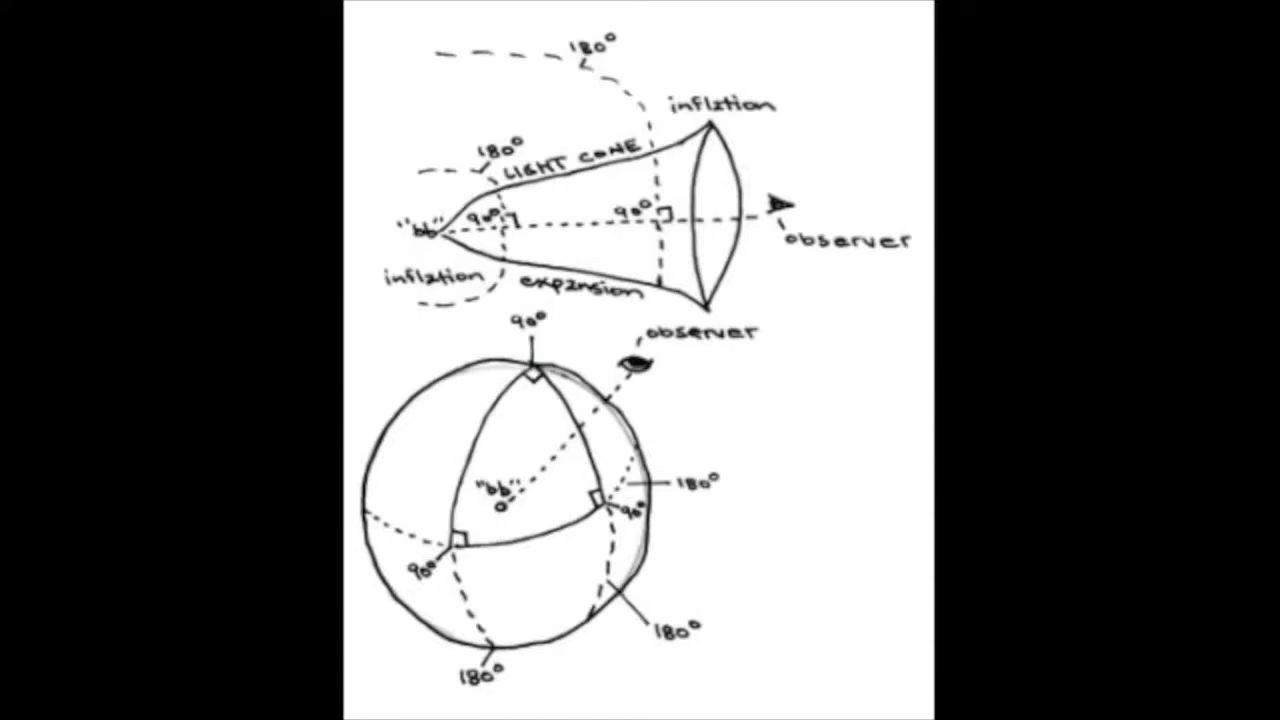 180°
inflation
180°
LIGHT CONE
90°
90°
"bb"
observer
inflation
expansion
90°
observer
"bb"
180°
90°
90°
180°
180°